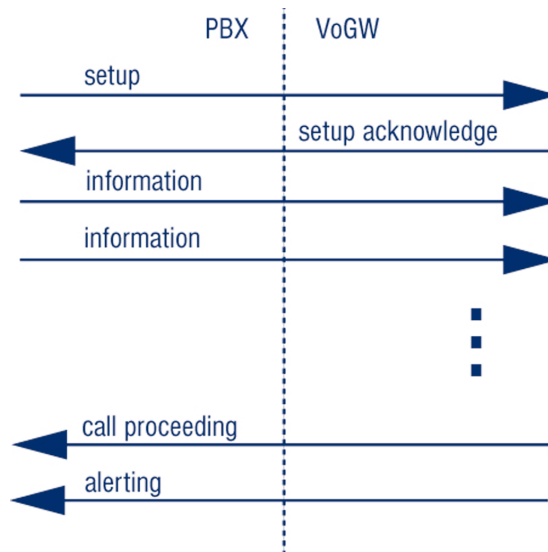 PBX VoGW
setup
setup acknowledge
information
information
call proceeding
alerting